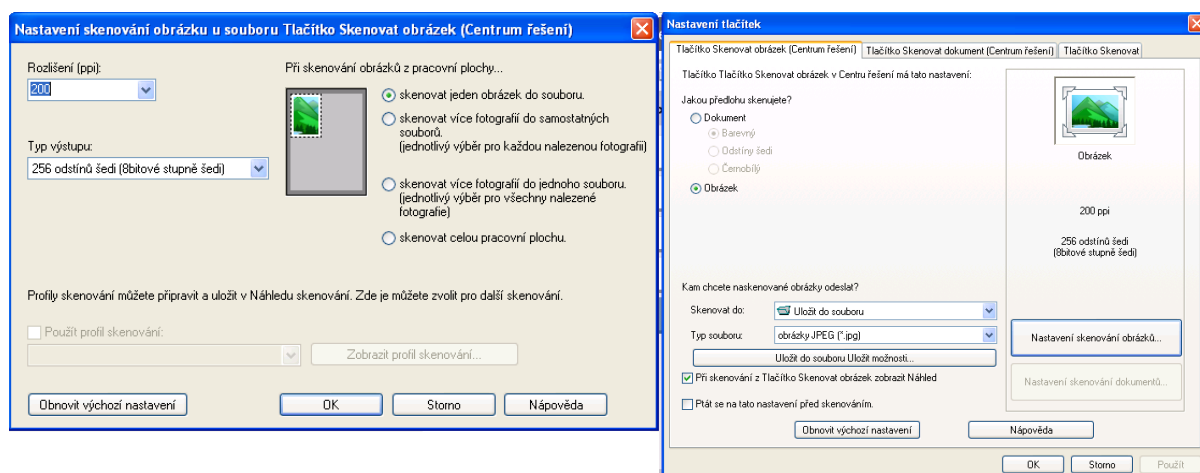 Nastavení skenování obrázku u souboru Tlačítko Skenovat obrázek (Centrum řešení)
Rozlišení (ppi):
200
Typ výstupu:
256 odstínů šedi (8bitové stupně šedi)
Při skenování obrázků z pracovní plochy...
skenovat jeden obrázek do souboru.
skenovat více fotografií do samostatných
souborů.
(jednotlivý výběr pro každou nalezenou fotografii)
skenovat více fotografií do jednoho souboru.
(jednotlivý výběr pro všechny nalezené
fotografie)
skenovat celou pracovní plochu.
Profily skenování můžete připravit a uložit v Náhledu skenování. Zde je můžete zvolit pro další skenování.
Použít profil skenování:
Zobrazit profil skenování...
Obnovit výchozí nastavení
OK
Storno
Nápověda
Nastavení tlačítek
Tlačítko Skenovat obrázek (Centrum řešení)
Tlačítko Skenovat dokument (Centrum řešení)
Tlačítko Skenovat
Tlačítko Tlačítko Skenovat obrázek v Centru řešení má tato nastavení:
Jakou předlohu skenujete?
Dokument
Barevný
Odstíny šedi
Černobílý
Obrázek
Kam chcete naskenované obrázky odeslat?
Skenovat do:
Uložit do souboru
Typ souboru:
obrázky JPEG (*.jpg)
Uložit do souboru Uložit možnosti...
Při skenování z Tlačítko Skenovat obrázek zobrazit Náhled
Ptát se na tato nastavení před skenováním.
Obnovit výchozí nastavení
Nápověda
Obrázek
200 ppi
256 odstínů šedi
(8bitové stupně šedi)
Nastavení skenování obrázků...
Nastavení skenování dokumentů...
OK
Storno
Použít